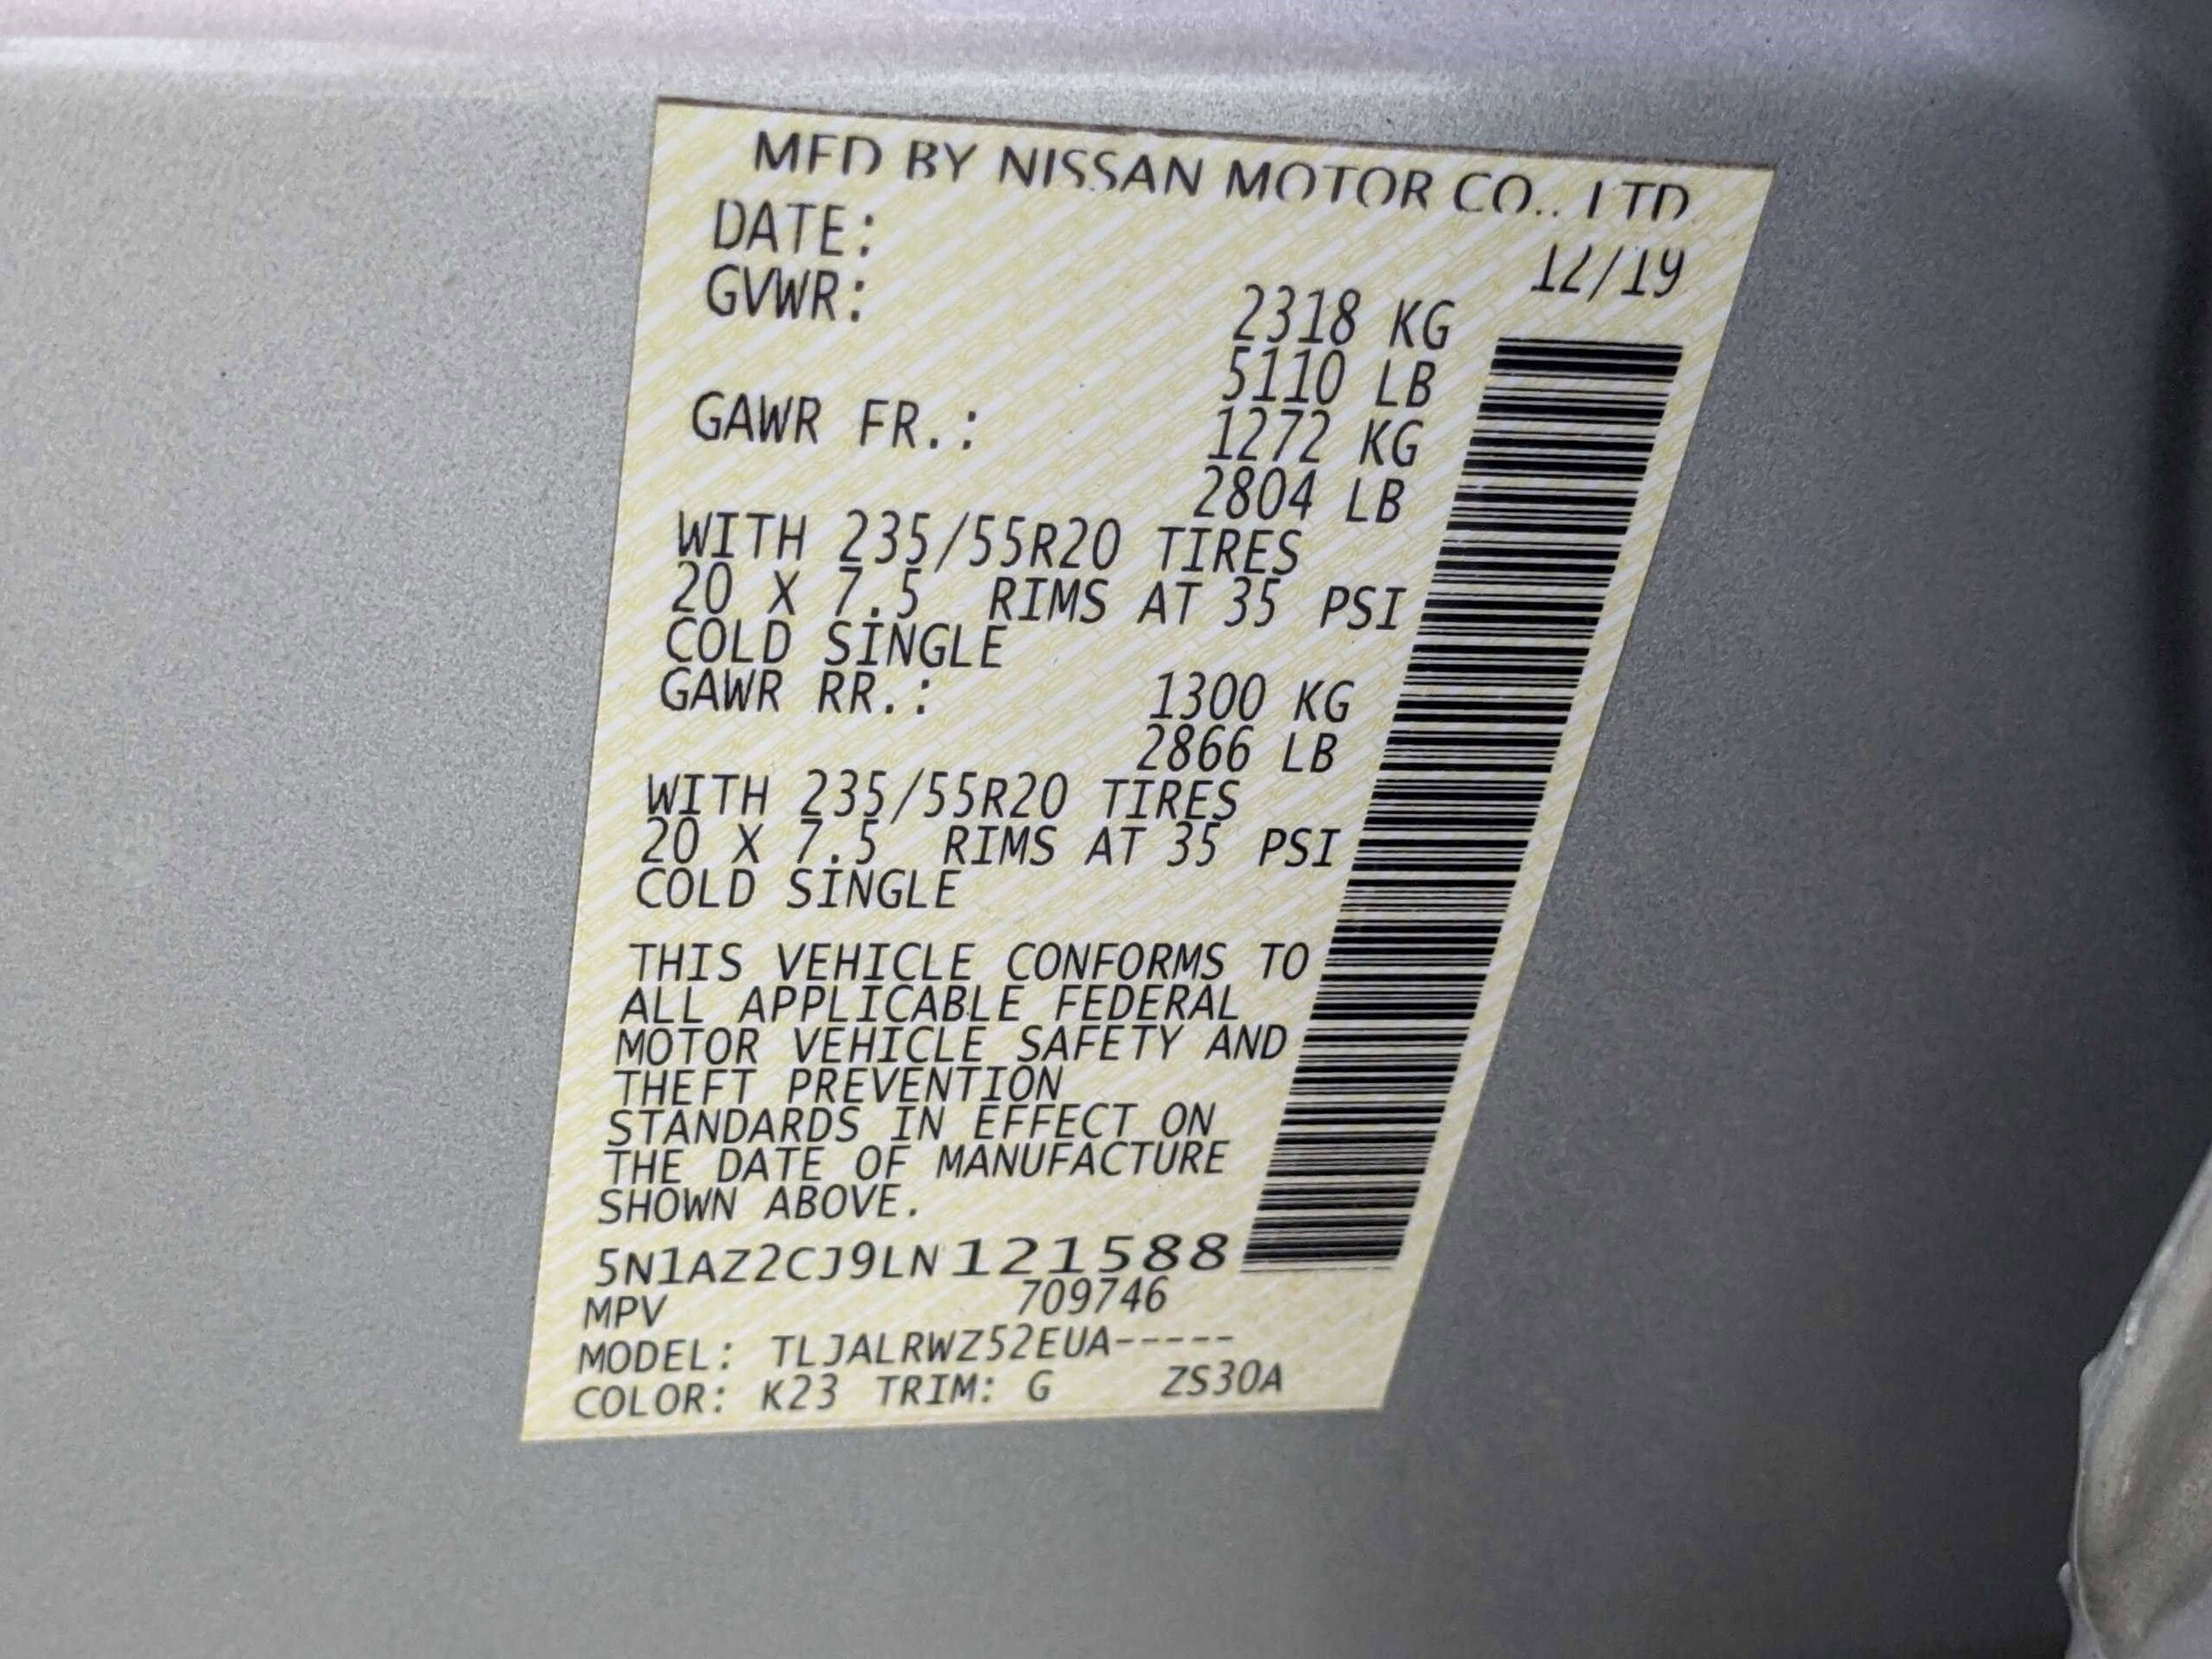 MFD BY NISSAN MOTOR CO., LTD
DATE: 12/19
GVWR: 2318 KG
5110 LB
GAWR FR.: 1272 KG
2804 LB
WITH 235/55R20 TIRES
20 X 7.5 RIMS AT 35 PSI
COLD SINGLE
GAWR RR.: 1300 KG
2866 LB
WITH 235/55R20 TIRES
20 X 7.5 RIMS AT 35 PSI
COLD SINGLE
THIS VEHICLE CONFORMS TO
ALL APPLICABLE FEDERAL
MOTOR VEHICLE SAFETY AND
THEFT PREVENTION
STANDARDS IN EFFECT ON
THE DATE OF MANUFACTURE
SHOWN ABOVE.
5N1AZ2CJ9LN121588
MPV 709746
MODEL: TLJALRWZ52EUA-----
COLOR: K23 TRIM: G ZS30A